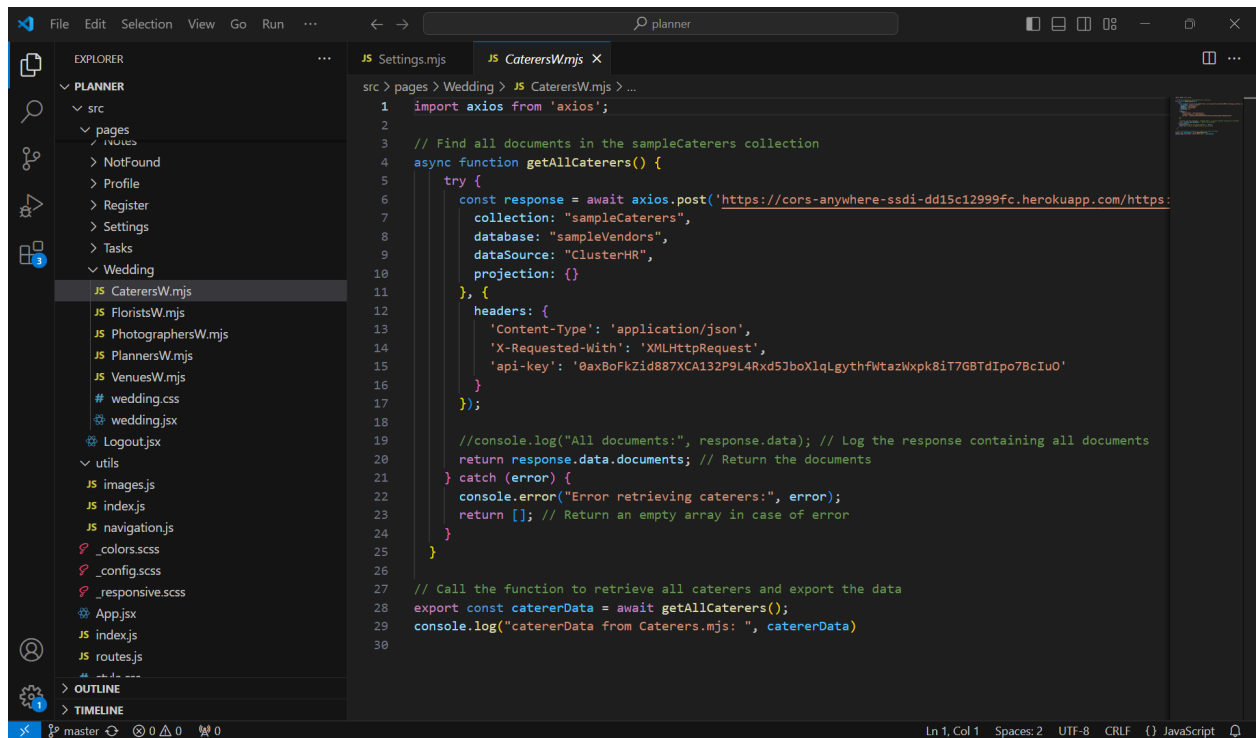 File Edit Selection View Go Run ··· planner
EXPLORER ···
PLANNER
src
pages
Notes
NotFound
Profile
Register
Settings
Tasks
Wedding
JS CaterersW.mjs
JS FloristsW.mjs
JS PhotographersW.mjs
JS PlannersW.mjs
JS VenuesW.mjs
# wedding.css
wedding.jsx
Logout.jsx
utils
JS images.js
JS index.js
JS navigation.js
_colors.scss
_config.scss
_responsive.scss
App.jsx
JS index.js
JS routes.js
# style.css
OUTLINE
TIMELINE
3
1
JS Settings.mjs JS CaterersW.mjs
src > pages > Wedding > JS CaterersW.mjs > ...
1 import axios from 'axios';
2
3 // Find all documents in the sampleCaterers collection
4 async function getAllCaterers() {
5 try {
6 const response = await axios.post('https://cors-anywhere-ssdi-dd15c12999fc.herokuapp.com/https:
7 collection: "sampleCaterers",
8 database: "sampleVendors",
9 dataSource: "ClusterHR",
10 projection: {}
11 }, {
12 headers: {
13 'Content-Type': 'application/json',
14 'X-Requested-With': 'XMLHttpRequest',
15 'api-key': '0axBoFkZid887XCA132P9L4Rxd5JboXlqLgythfWtazWxpk8iT7GBTdIpo7BcIuO'
16 }
17 });
18
19 //console.log("All documents:", response.data); // Log the response containing all documents
20 return response.data.documents; // Return the documents
21 } catch (error) {
22 console.error("Error retrieving caterers:", error);
23 return []; // Return an empty array in case of error
24 }
25 }
26
27 // Call the function to retrieve all caterers and export the data
28 export const catererData = await getAllCaterers();
29 console.log("catererData from Caterers.mjs: ", catererData)
30
master 0 0 0 Ln 1, Col 1 Spaces: 2 UTF-8 CRLF {} JavaScript